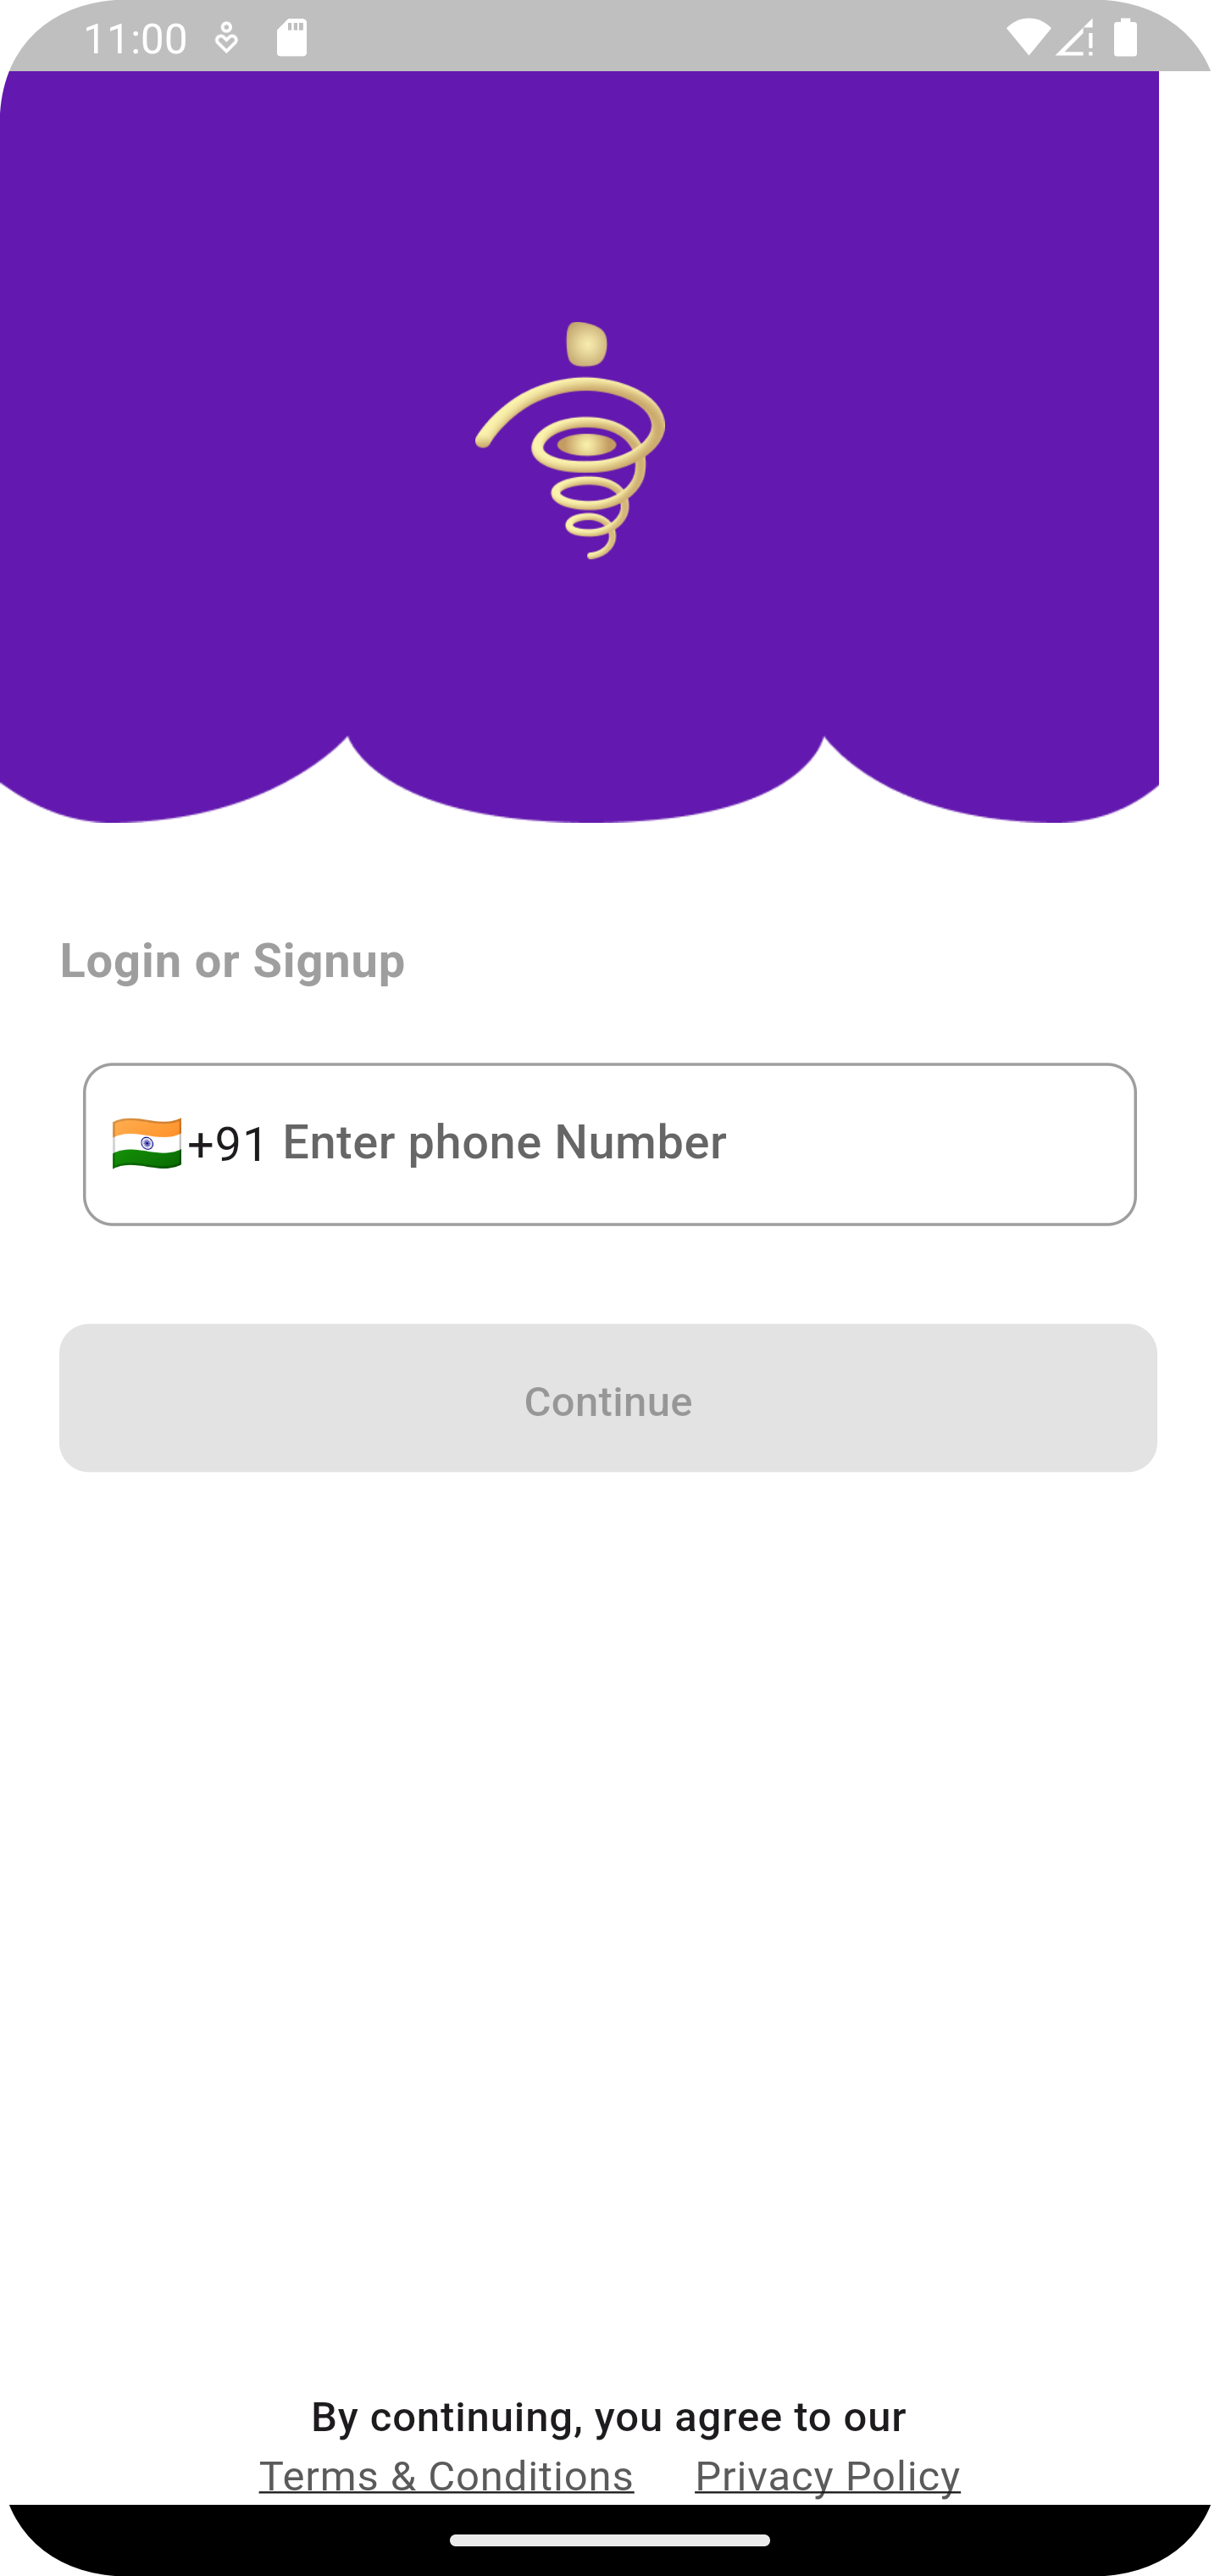 11:00
Login or Signup
🇮🇳+91 Enter phone Number
Continue
By continuing, you agree to our
Terms & Conditions Privacy Policy